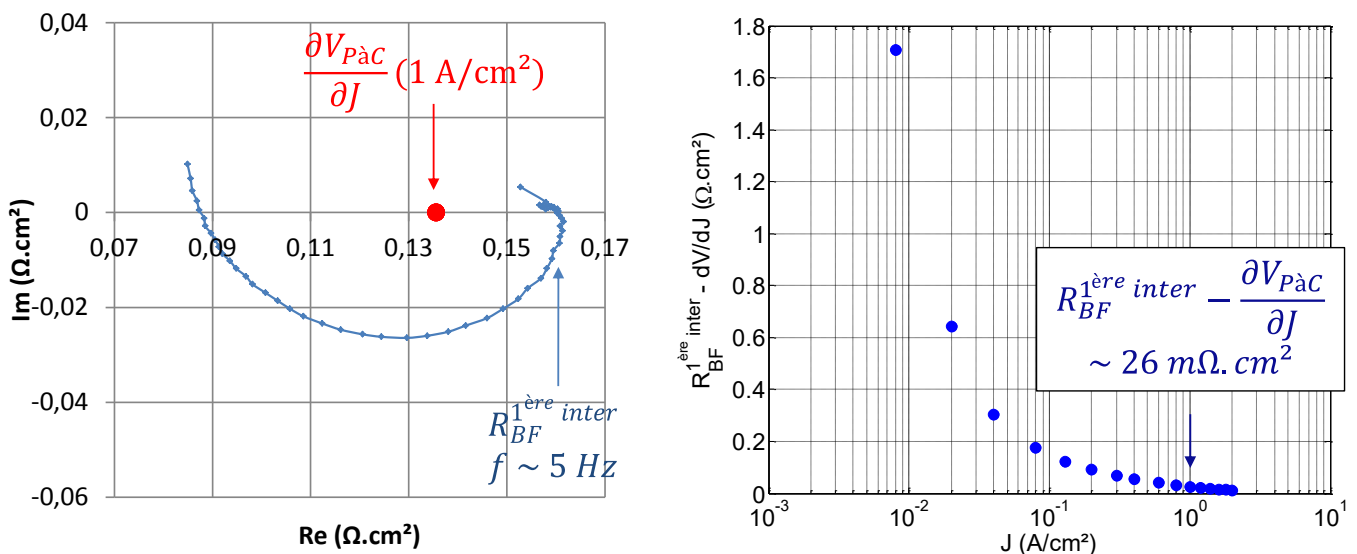 0,04
0,02
0
-0,02
-0,04
-0,06
0,07
0,09
0,11
0,13
0,15
0,17
Im (Ω.cm²)
Re (Ω.cm²)
∂V_PàC
∂J
(1 A/cm²)
R_BF^1ère inter
f ~ 5 Hz
1.8
1.6
1.4
1.2
1
0.8
0.6
0.4
0.2
0
10^-3
10^-2
10^-1
10^0
10^1
R_BF^1ère inter - dV/dJ (Ω.cm²)
J (A/cm²)
R_BF^1ère inter − ∂V_PàC
∂J
~ 26 mΩ.cm²